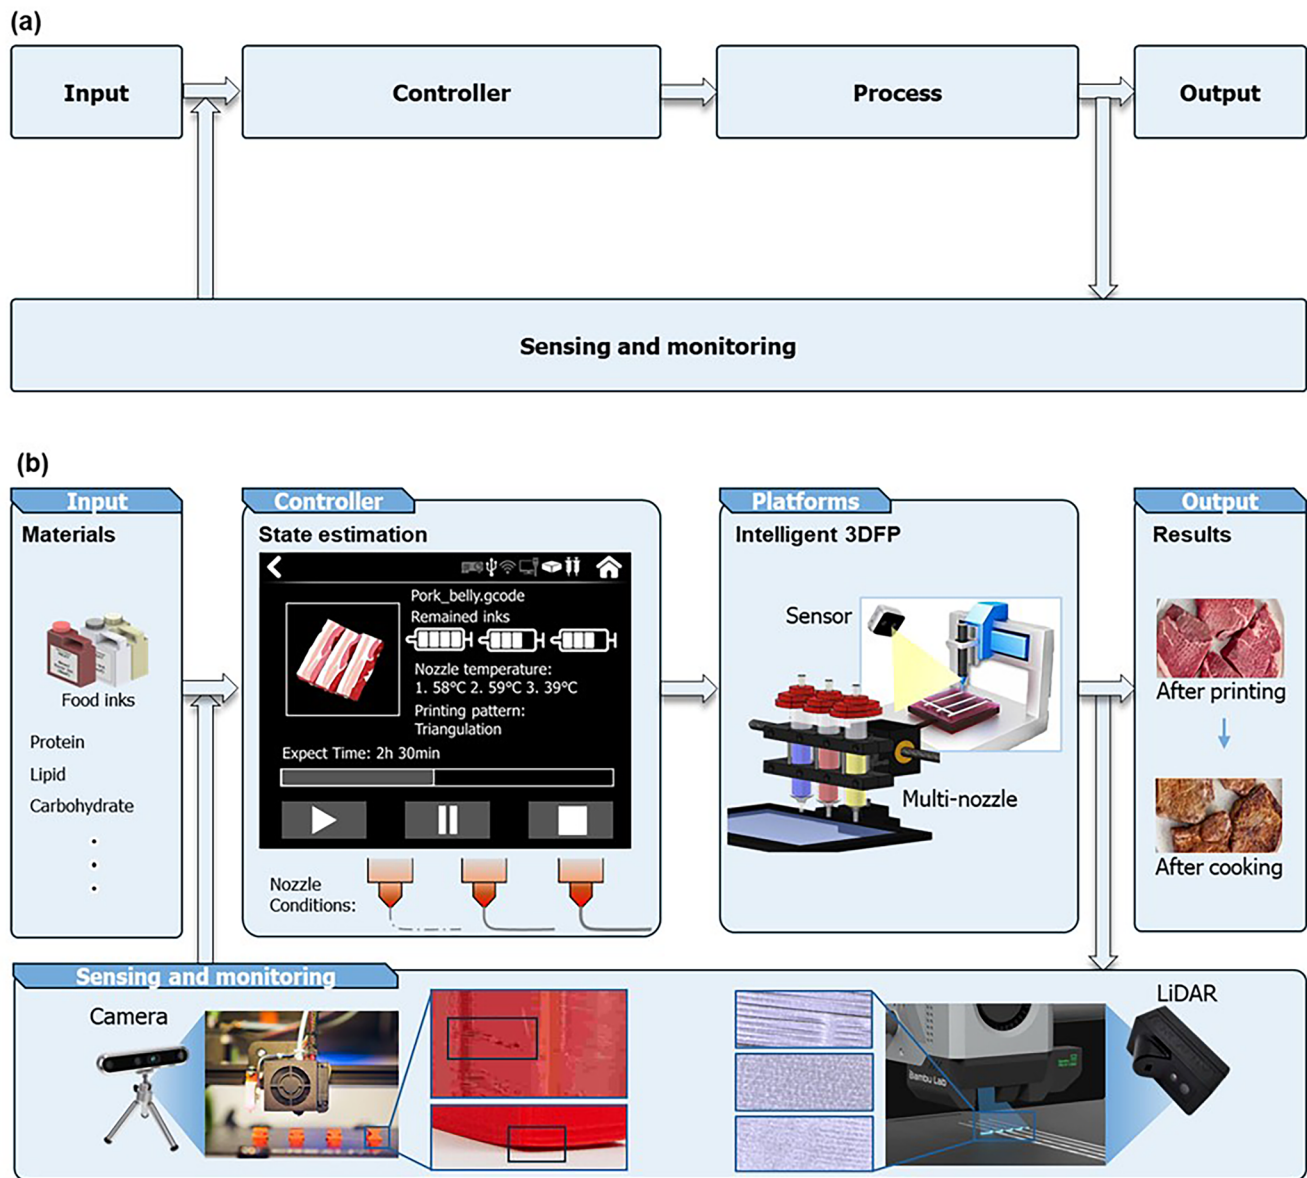 (a)
Input
Controller
Process
Output
Sensing and monitoring
(b)
Input
Controller
Platforms
Output
Materials
State estimation
Intelligent 3DFP
Results
Food inks
Protein
Lipid
Carbohydrate
Pork_belly.gcode
Remained inks
Nozzle temperature:
1. 58℃ 2. 59℃ 3. 39℃
Printing pattern:
Triangulation
Expect Time: 2h 30min
Nozzle
Conditions:
Sensor
Multi-nozzle
After printing
After cooking
Sensing and monitoring
Camera
LiDAR
Bambu Lab